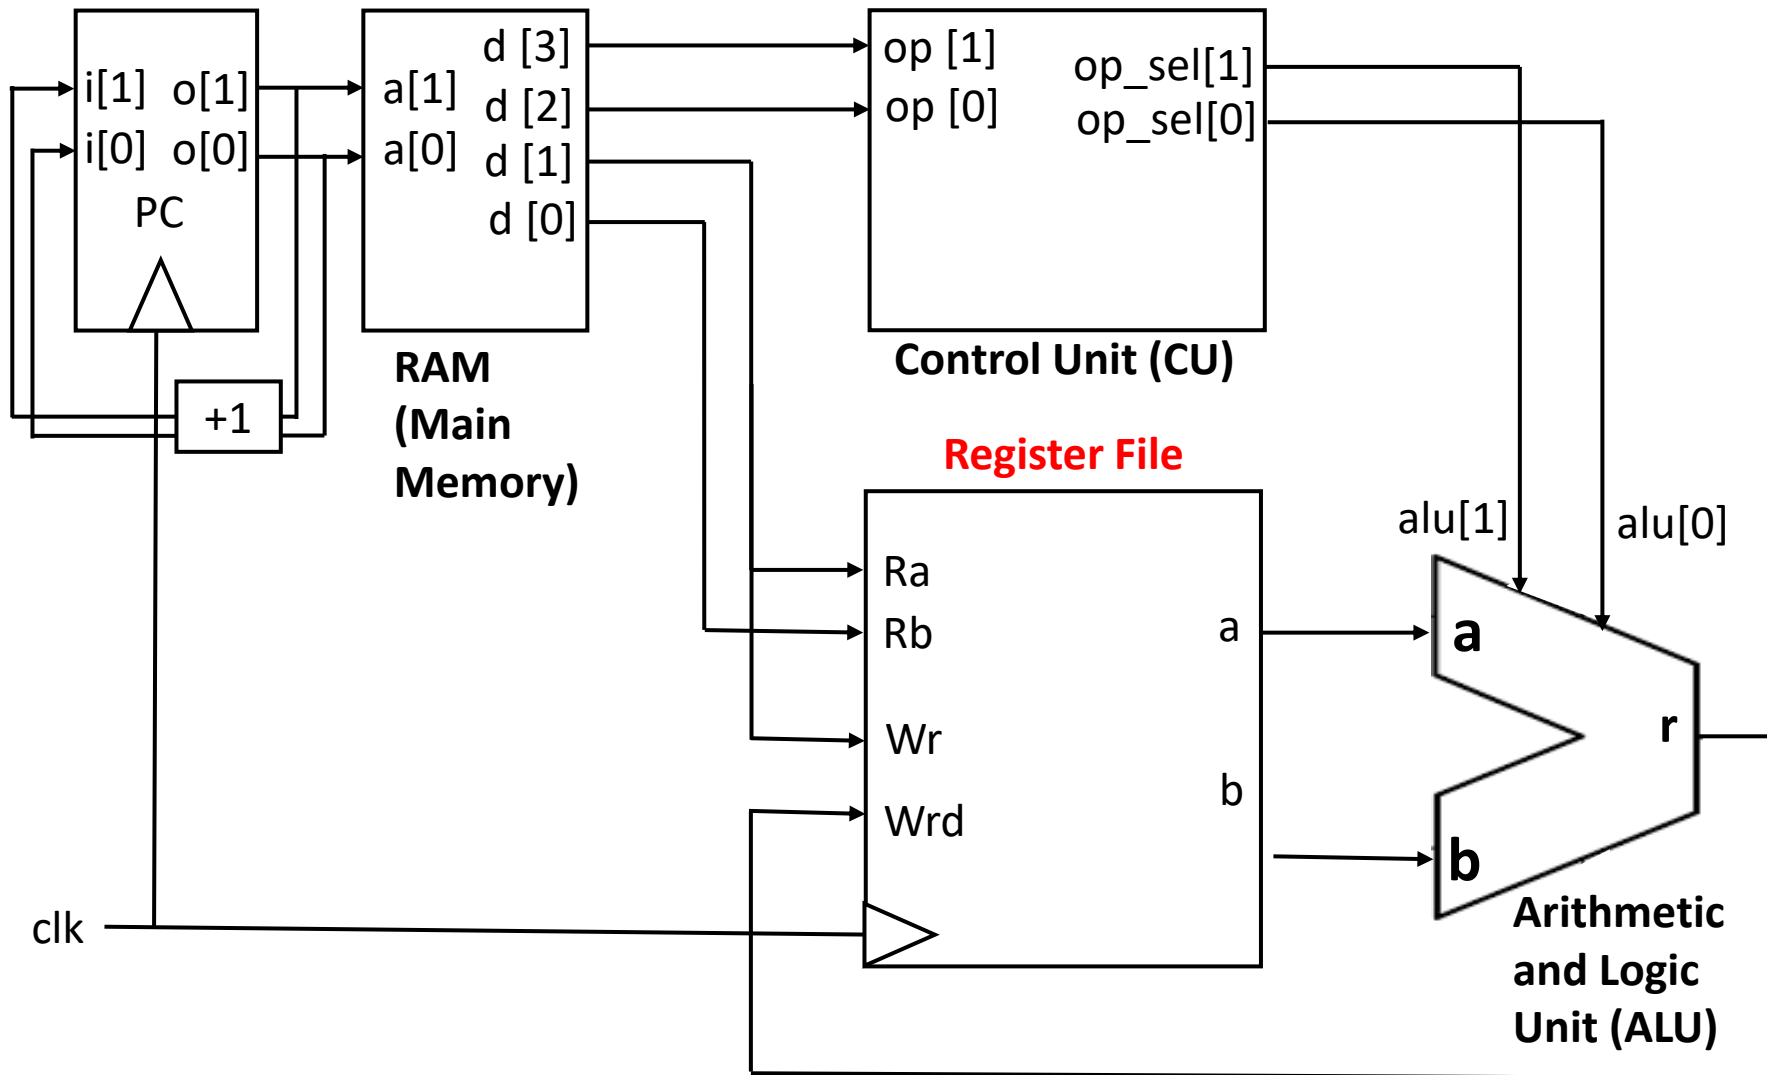 i[1] o[1]
i[0] o[0]
PC
+1
a[1]
a[0]
d [3]
d [2]
d [1]
d [0]
RAM
(Main
Memory)
op [1]
op [0]
op_sel[1]
op_sel[0]
Control Unit (CU)
Register File
Ra
Rb
Wr
Wrd
a
b
alu[1]
alu[0]
a
b
r
Arithmetic
and Logic
Unit (ALU)
clk